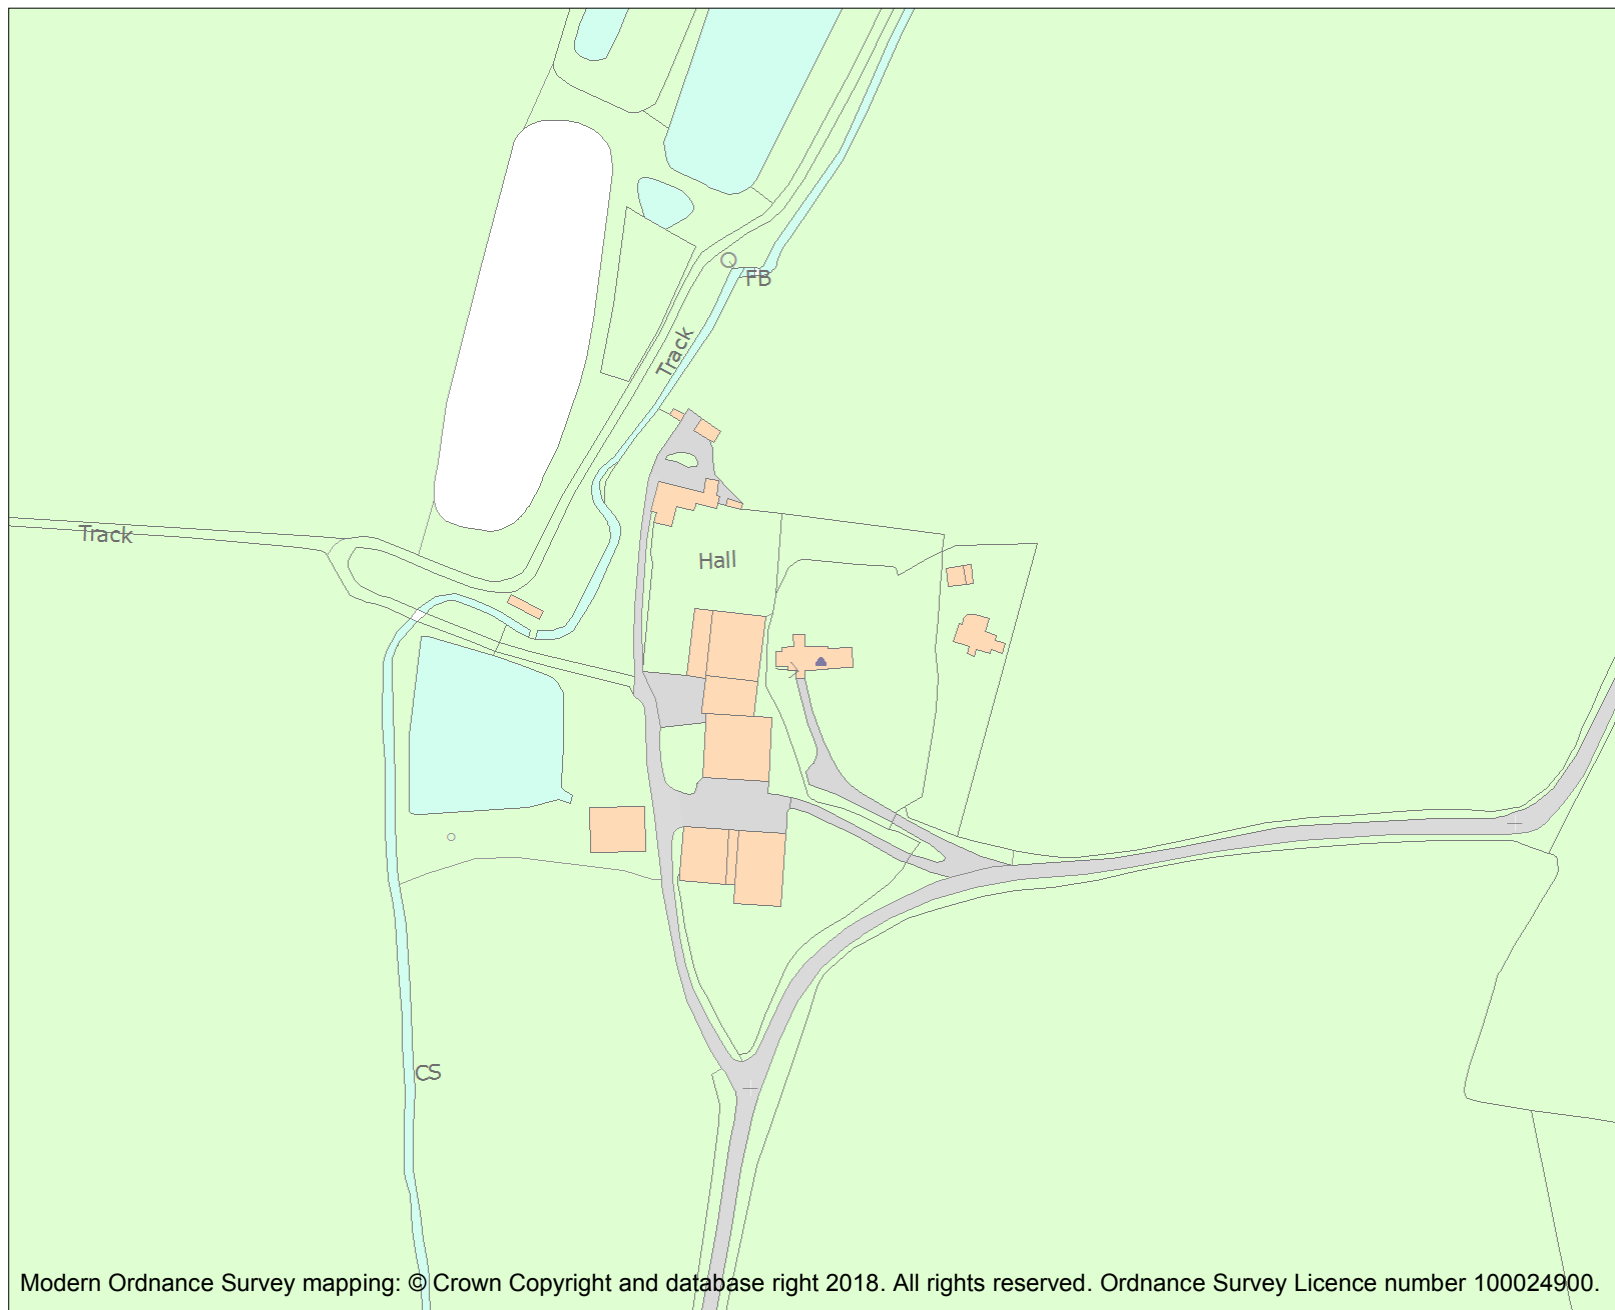 FB
Track
Track
Hall
CS
Modern Ordnance Survey mapping: © Crown Copyright and database right 2018. All rights reserved. Ordnance Survey Licence number 100024900.